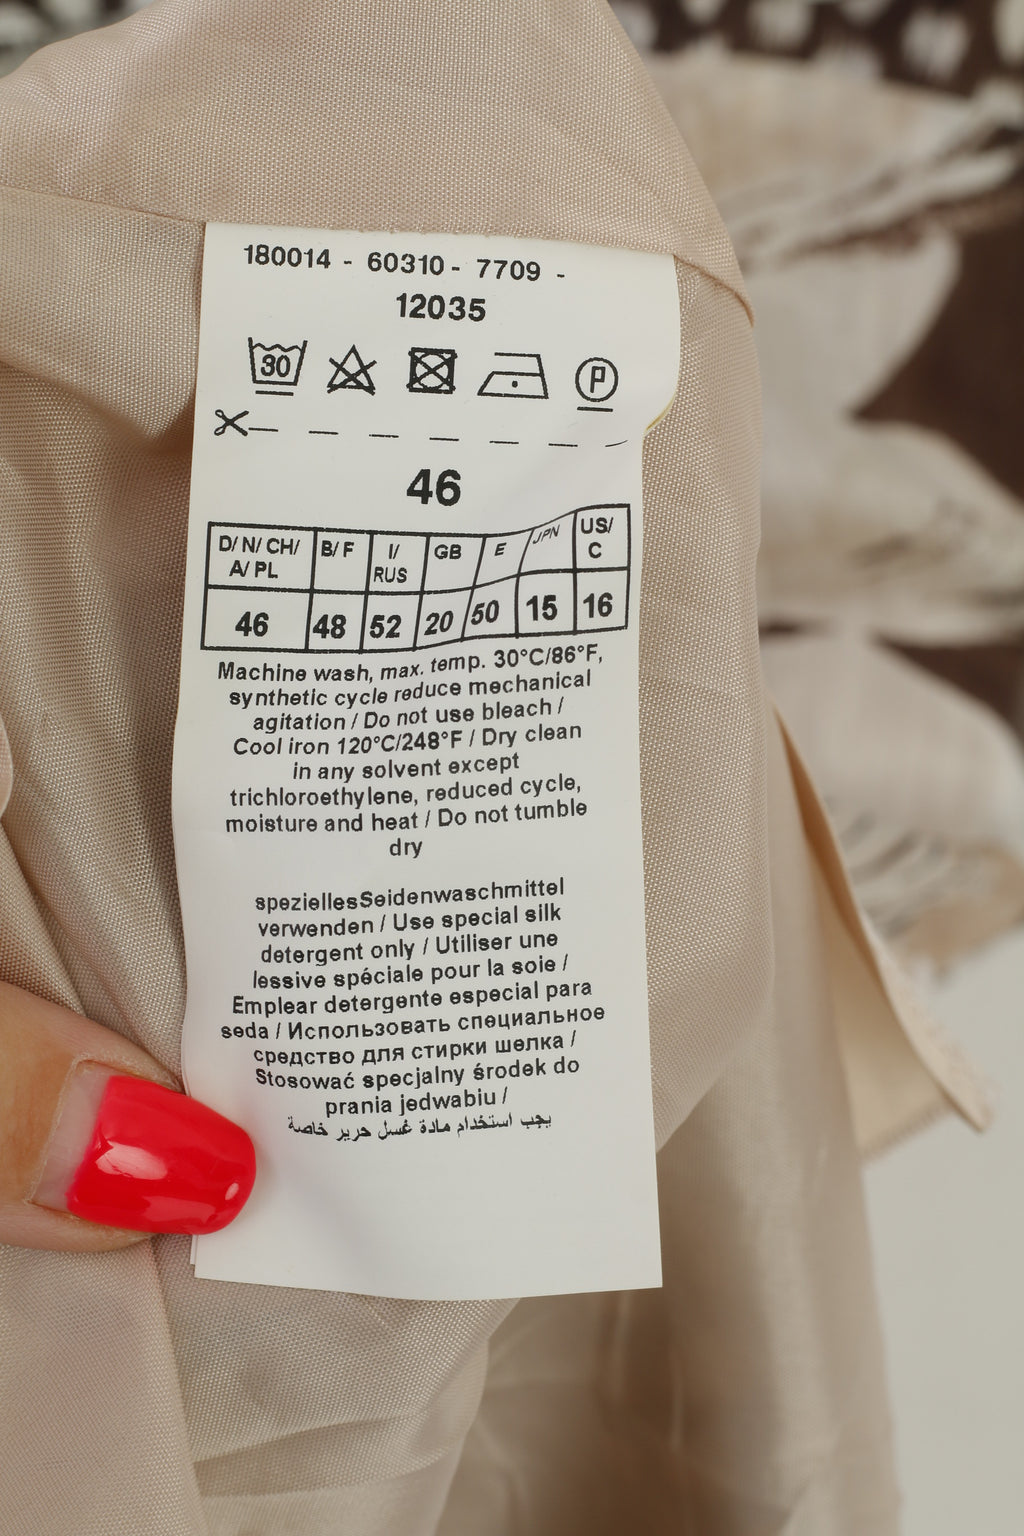 180014 - 60310 - 7709 -
12035
30 P
46
D/ N/ CH/ A/ PL B/ F I/ RUS GB E JPN US/ C
46 48 52 20 50 15 16
Machine wash, max. temp. 30°C/86°F,
synthetic cycle reduce mechanical
agitation / Do not use bleach /
Cool iron 120°C/248°F / Dry clean
in any solvent except
trichloroethylene, reduced cycle,
moisture and heat / Do not tumble
dry
speziellesSeidenwaschmittel
verwenden / Use special silk
detergent only / Utiliser une
lessive spéciale pour la soie /
Emplear detergente especial para
seda / Использовать специальное
средство для стирки шелка /
Stosować specjalny środek do
prania jedwabiu /
يجب استخدام مادة غسل حرير خاصة